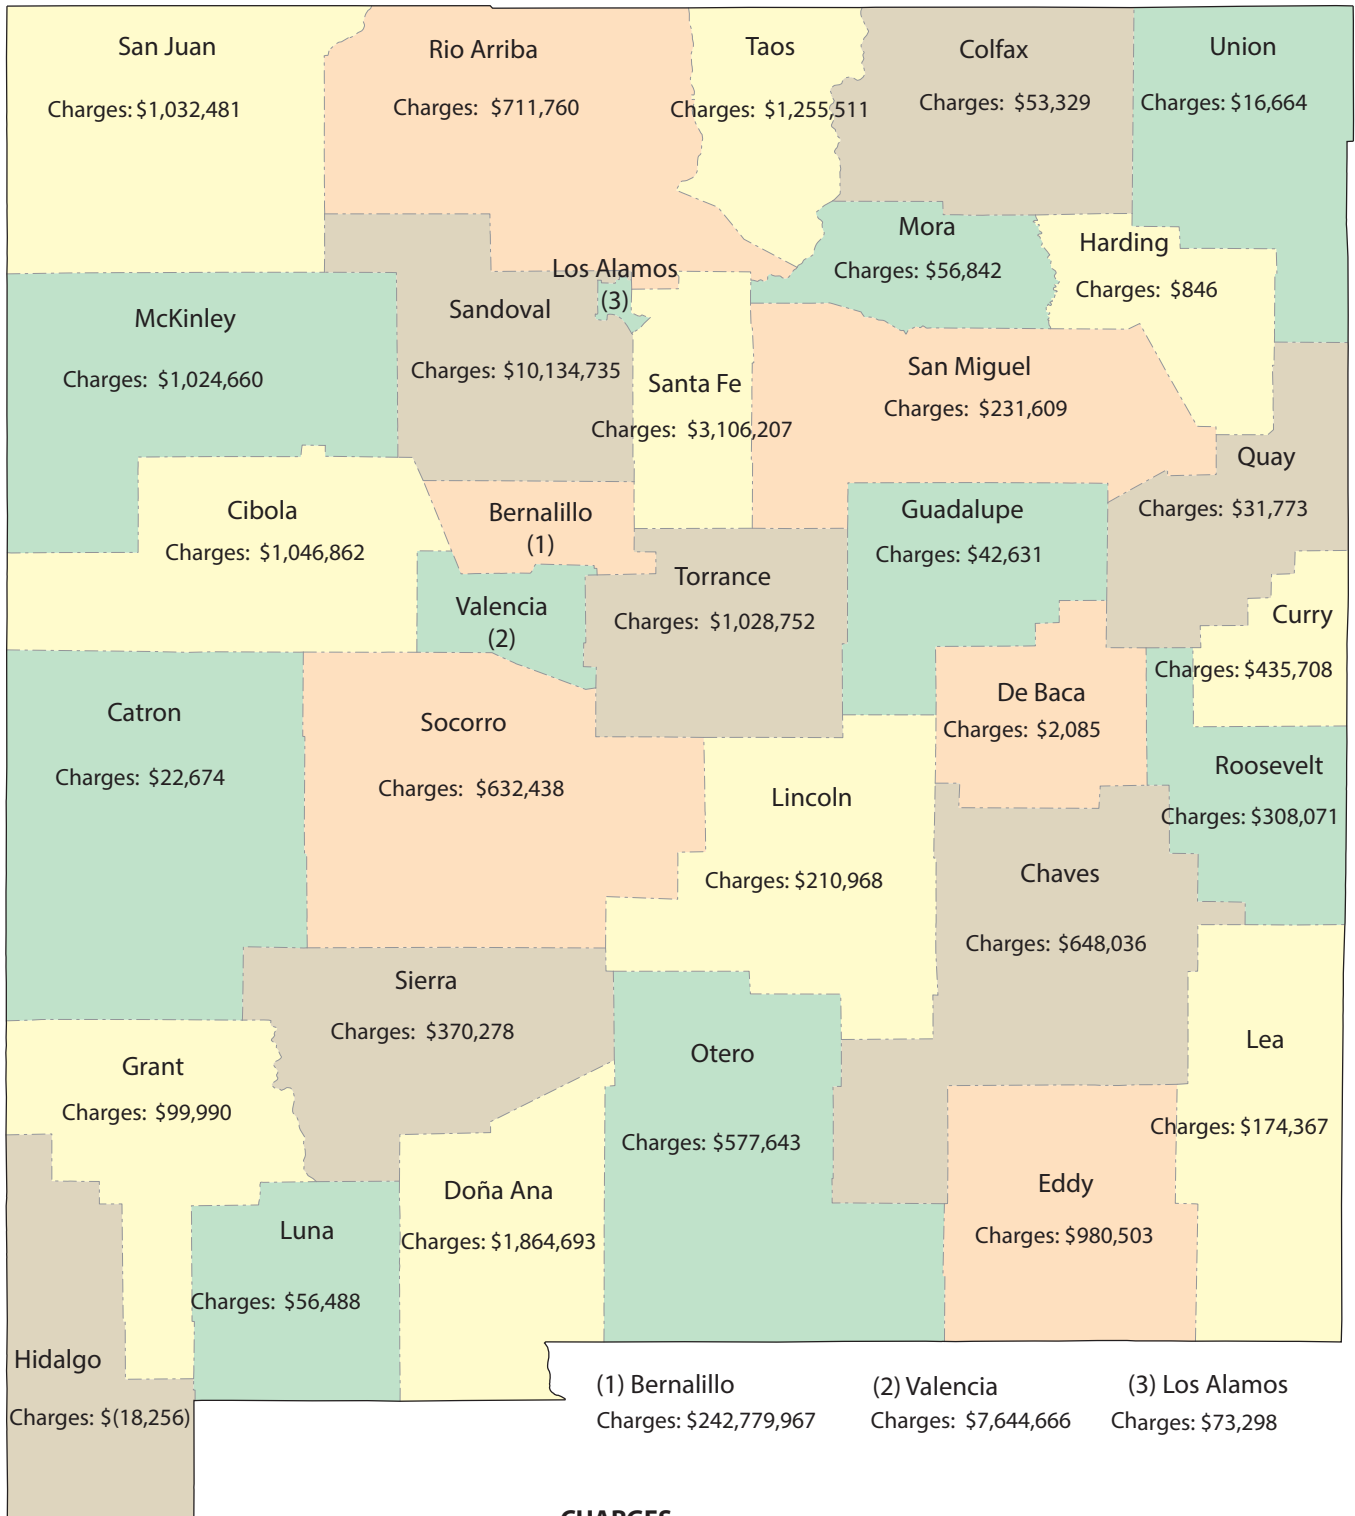 San Juan
Charges: $1,032,481
Rio Arriba
Charges: $711,760
Taos
Charges: $1,255,511
Colfax
Charges: $53,329
Union
Charges: $16,664
Mora
Charges: $56,842
Harding
Charges: $846
Los Alamos
(3)
McKinley
Charges: $1,024,660
Sandoval
Charges: $10,134,735
Santa Fe
Charges: $3,106,207
San Miguel
Charges: $231,609
Quay
Charges: $31,773
Cibola
Charges: $1,046,862
Bernalillo
(1)
Guadalupe
Charges: $42,631
Torrance
Charges: $1,028,752
Valencia
(2)
Curry
Charges: $435,708
Catron
Charges: $22,674
Socorro
Charges: $632,438
De Baca
Charges: $2,085
Roosevelt
Charges: $308,071
Lincoln
Charges: $210,968
Chaves
Charges: $648,036
Sierra
Charges: $370,278
Grant
Charges: $99,990
Otero
Charges: $577,643
Lea
Charges: $174,367
Doña Ana
Charges: $1,864,693
Eddy
Charges: $980,503
Luna
Charges: $56,488
Hidalgo
Charges: $(18,256)
(1) Bernalillo
Charges: $242,779,967
(2) Valencia
Charges: $7,644,666
(3) Los Alamos
Charges: $73,298
CHARGES